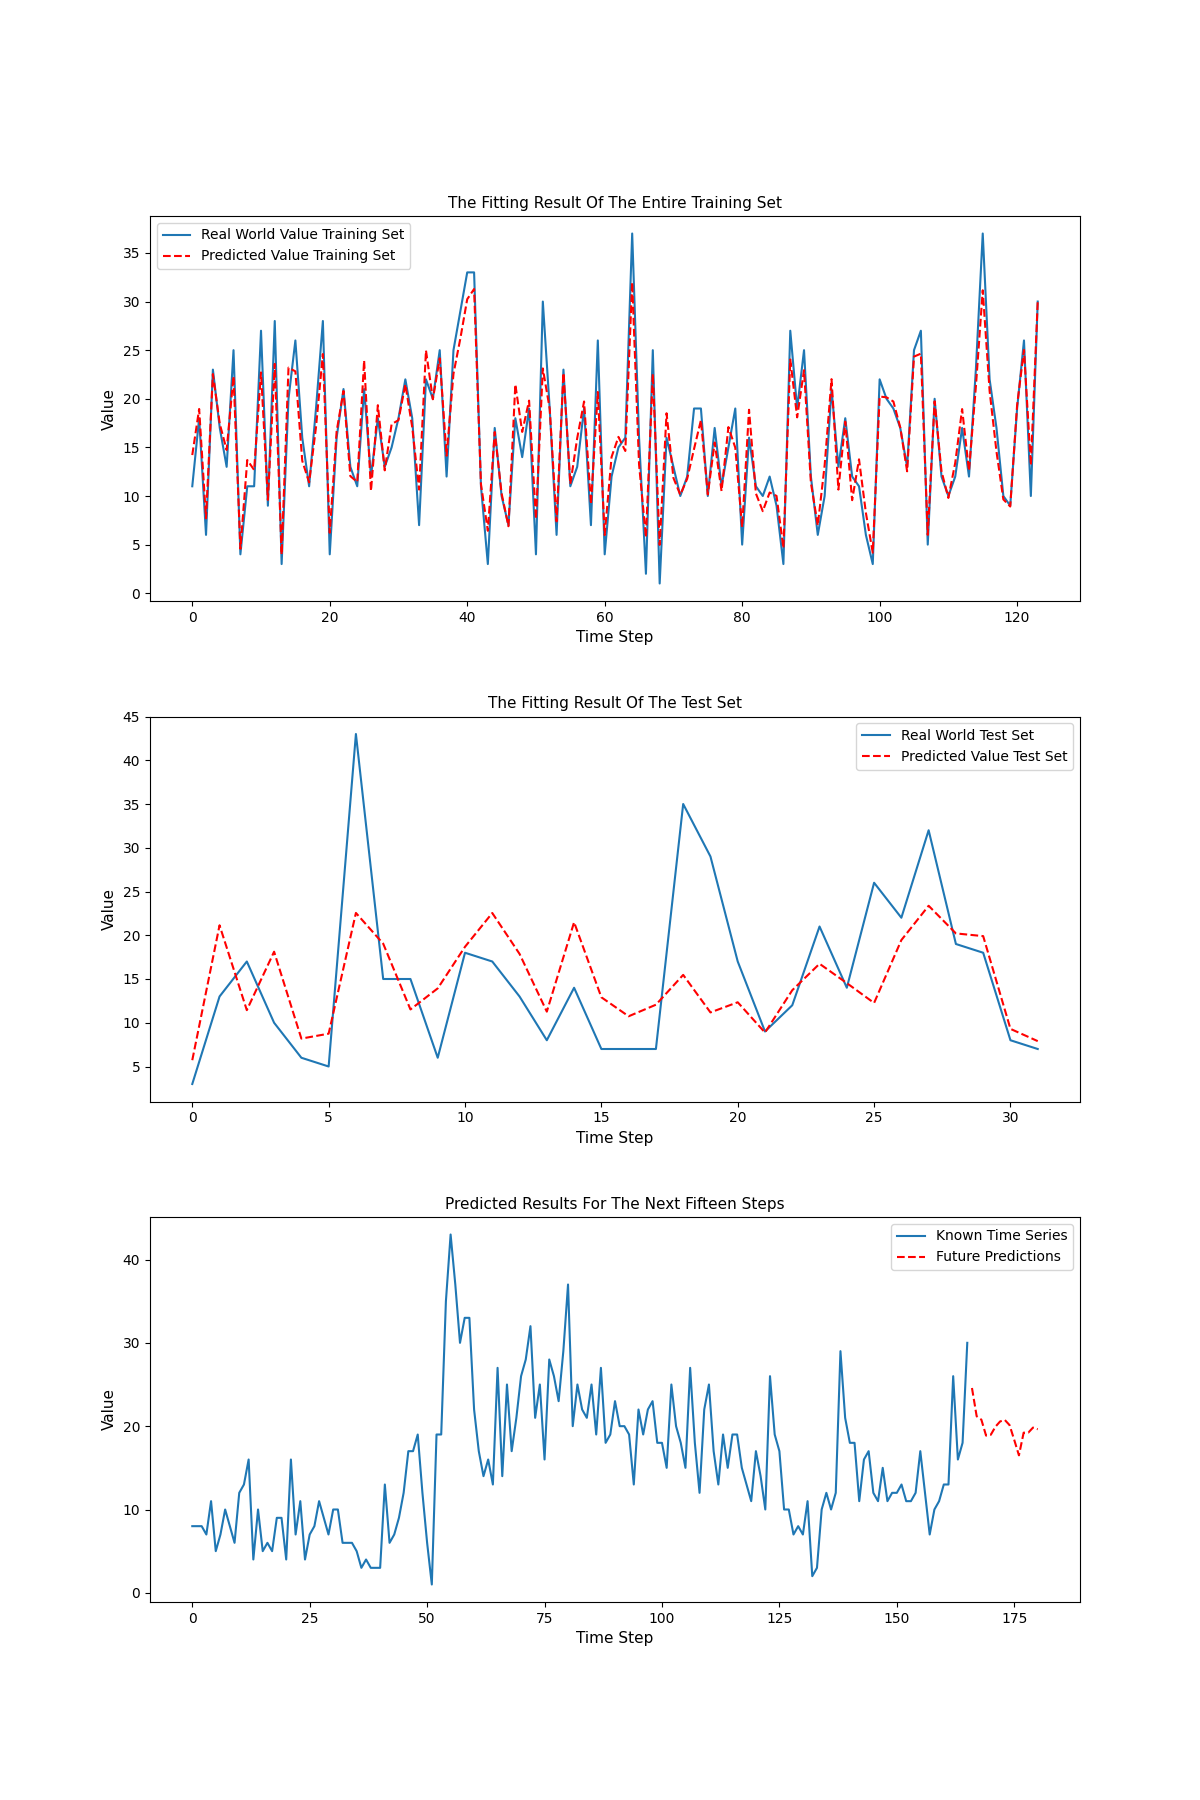 The Fitting Result Of The Entire Training Set
Real World Value Training Set
Predicted Value Training Set
Value
35
30
25
20
15
10
5
0
0 20 40 60 80 100 120
Time Step
The Fitting Result Of The Test Set
Real World Test Set
Predicted Value Test Set
Value
45
40
35
30
25
20
15
10
5
0 5 10 15 20 25 30
Time Step
Predicted Results For The Next Fifteen Steps
Known Time Series
Future Predictions
Value
40
30
20
10
0
0 25 50 75 100 125 150 175
Time Step